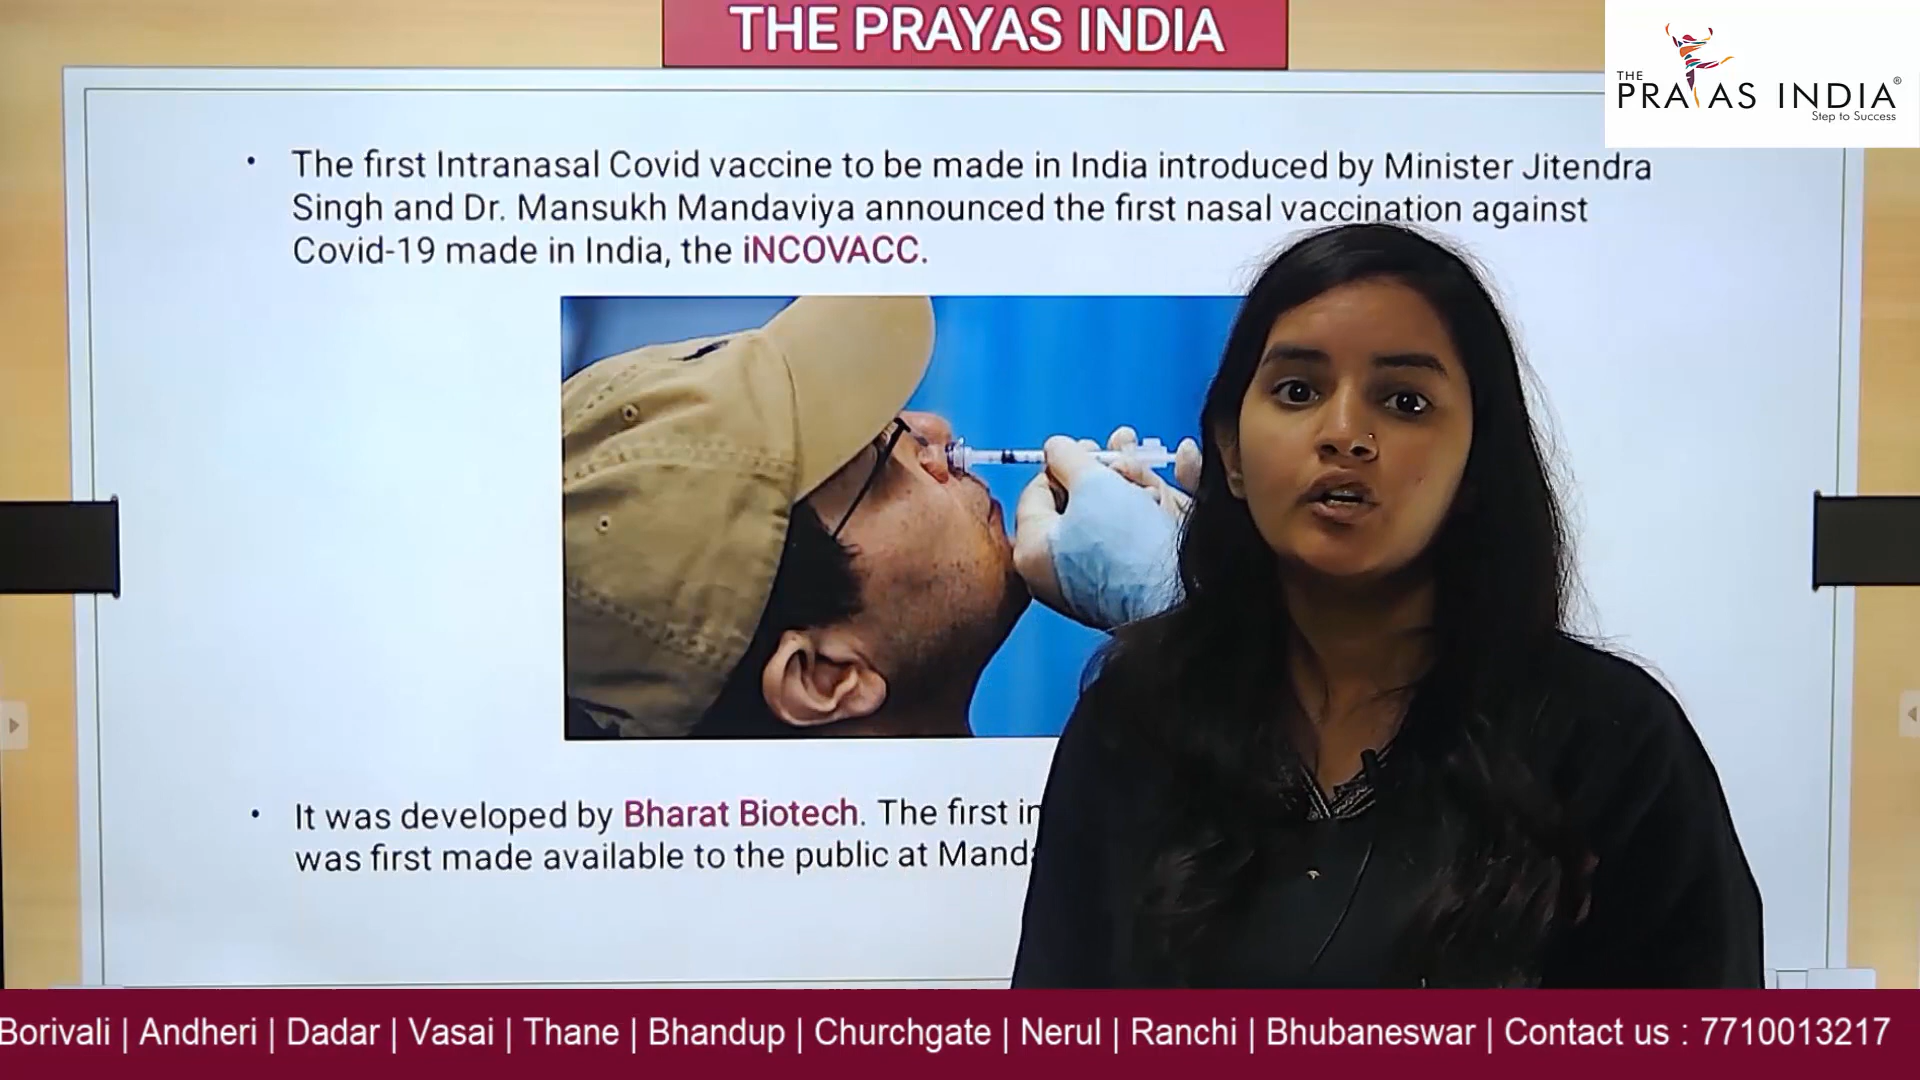 THE PRAYAS INDIA
THE
PRAYAS INDIA®
Step to Success
• The first Intranasal Covid vaccine to be made in India introduced by Minister Jitendra
Singh and Dr. Mansukh Mandaviya announced the first nasal vaccination against
Covid-19 made in India, the iNCOVACC.
• It was developed by Bharat Biotech. The first
was first made available to the public at
Borivali | Andheri | Dadar | Vasai | Thane | Bhandup | Churchgate | Nerul | Ranchi | Bhubaneswar | Contact us : 7710013217